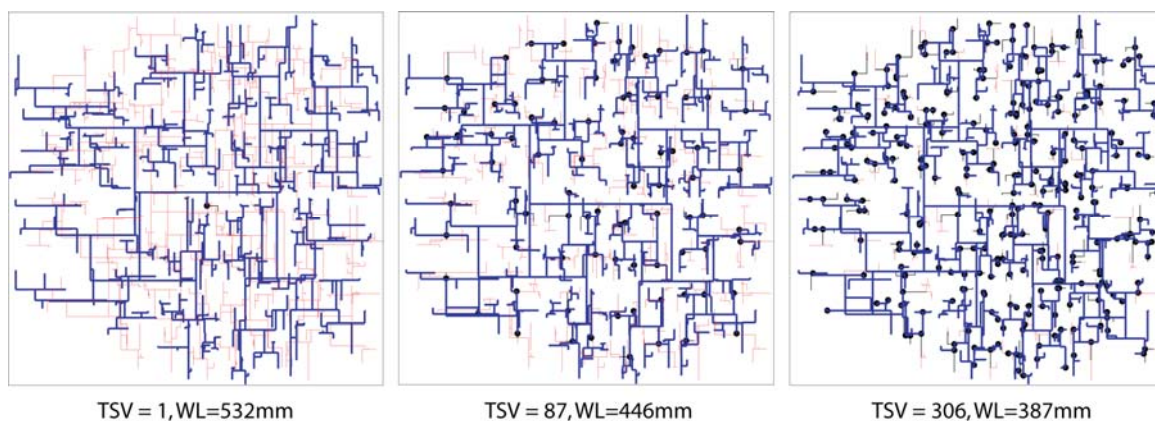 TSV = 1, WL=532mm
TSV = 87, WL=446mm
TSV = 306, WL=387mm